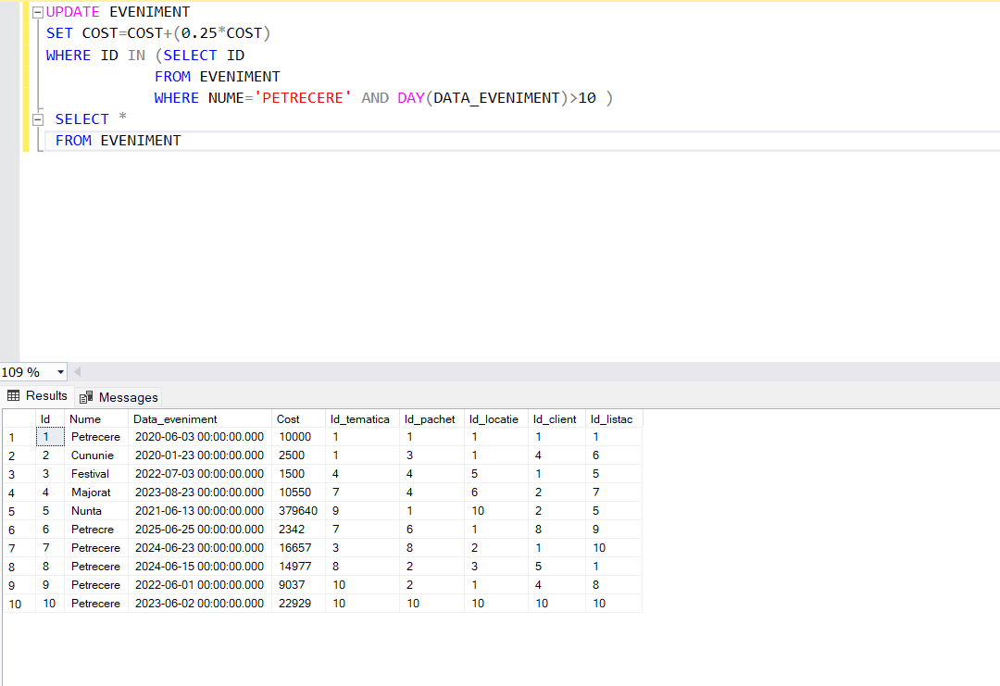 UPDATE EVENIMENT
SET COST=COST+(0.25*COST)
WHERE ID IN (SELECT ID
FROM EVENIMENT
WHERE NUME='PETRECERE' AND DAY(DATA_EVENIMENT)>10 )
SELECT *
FROM EVENIMENT
109 %
Results Messages
Id Nume Data_eveniment Cost Id_tematica Id_pachet Id_locatie Id_client Id_listac
1 1 Petrecere 2020-06-03 00:00:00.000 10000 1 1 1 1 1
2 2 Cununie 2020-01-23 00:00:00.000 2500 1 3 1 4 6
3 3 Festival 2022-07-03 00:00:00.000 1500 4 4 5 1 5
4 4 Majorat 2023-08-23 00:00:00.000 10550 7 4 6 2 7
5 5 Nunta 2021-06-13 00:00:00.000 379640 9 1 10 2 5
6 6 Petrecre 2025-06-25 00:00:00.000 2342 7 6 1 8 9
7 7 Petrecere 2024-06-23 00:00:00.000 16657 3 8 2 1 10
8 8 Petrecere 2024-06-15 00:00:00.000 14977 8 2 3 5 1
9 9 Petrecere 2022-06-01 00:00:00.000 9037 10 2 1 4 8
10 10 Petrecere 2023-06-02 00:00:00.000 22929 10 10 10 10 10